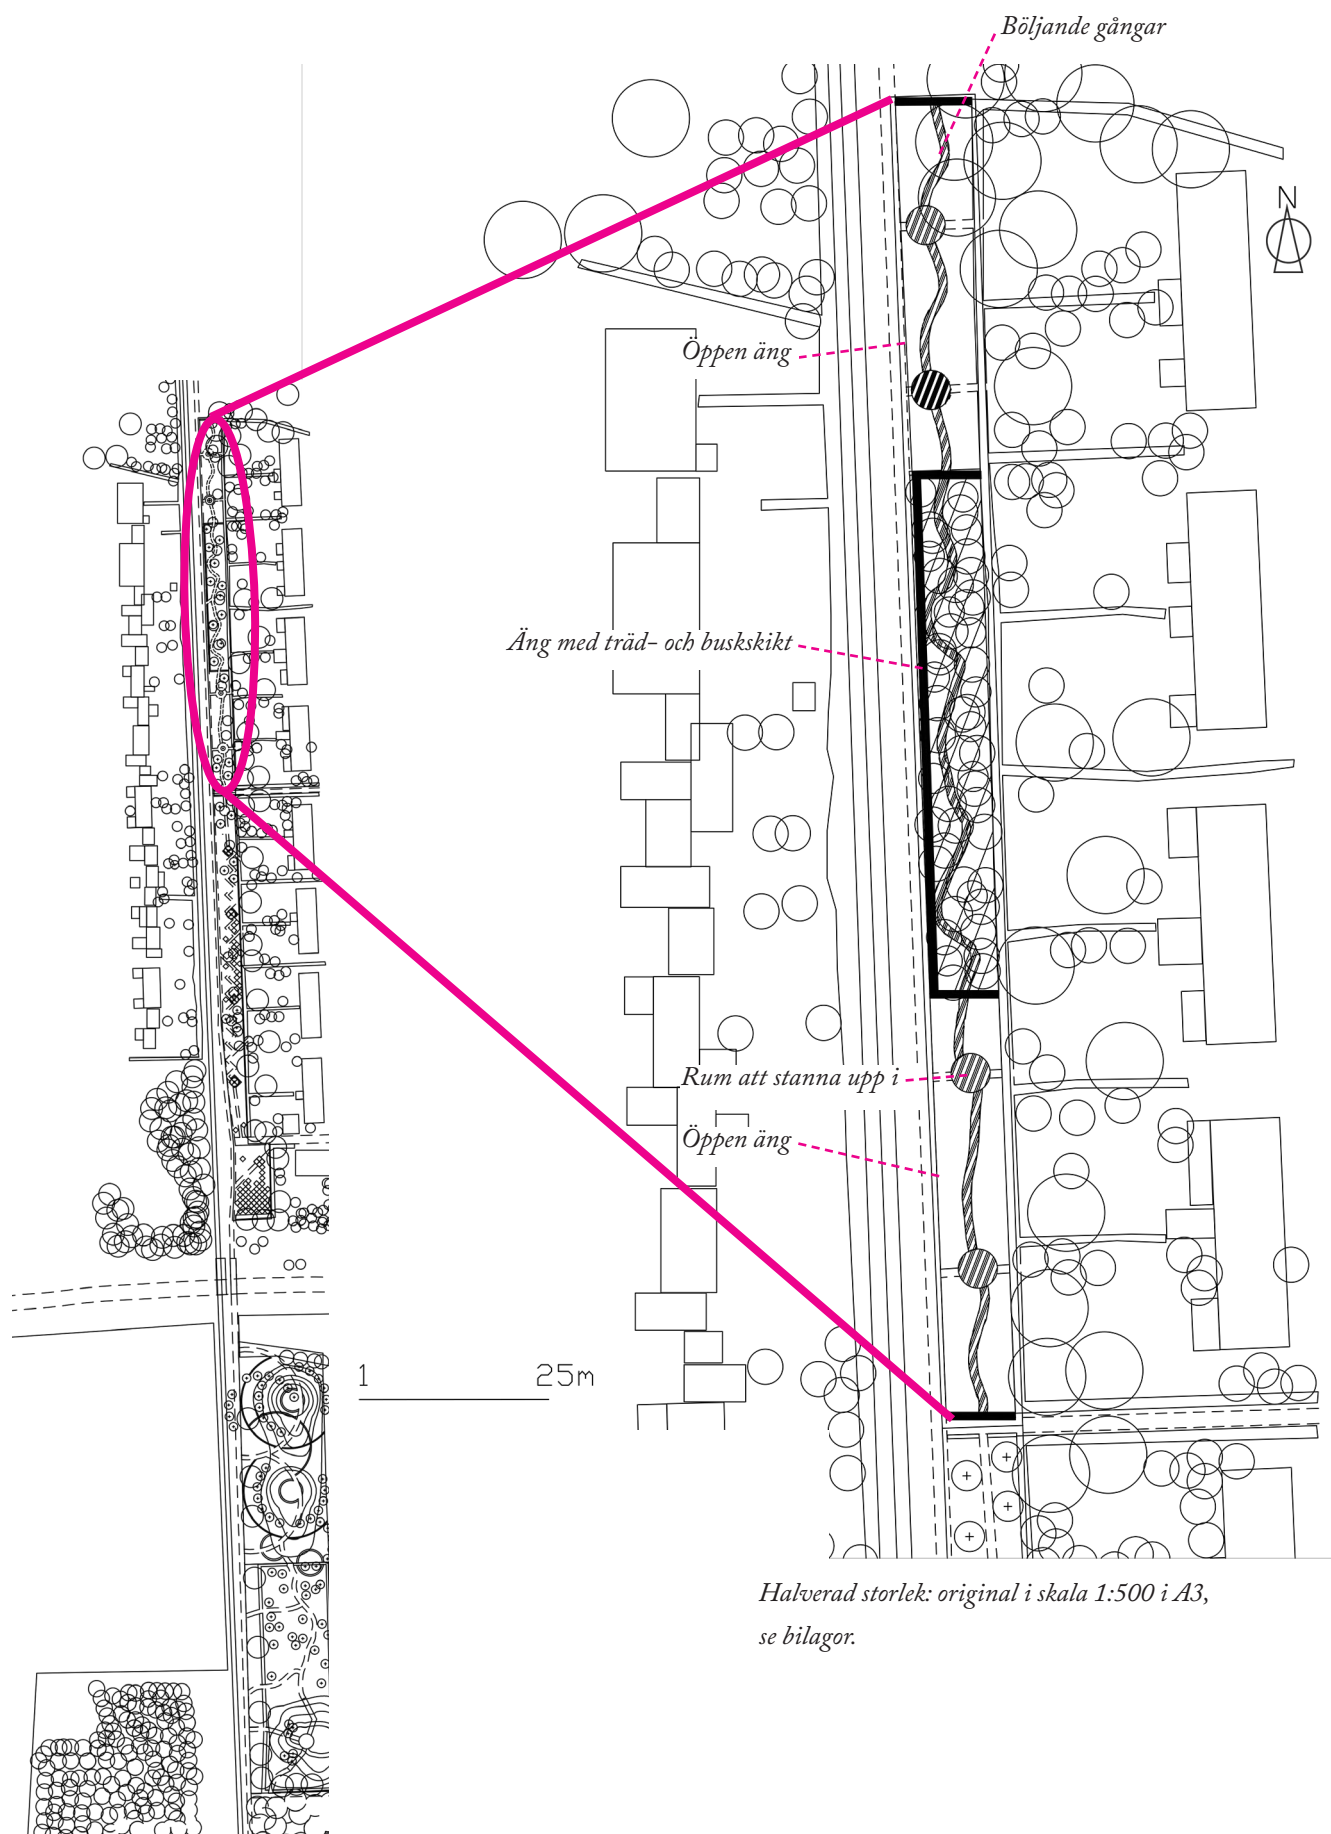 Böljande gångar
N
Öppen äng
Äng med träd- och buskskikt
Rum att stanna upp i
Öppen äng
1 25m
Halverad storlek: original i skala 1:500 i A3,
se bilagor.